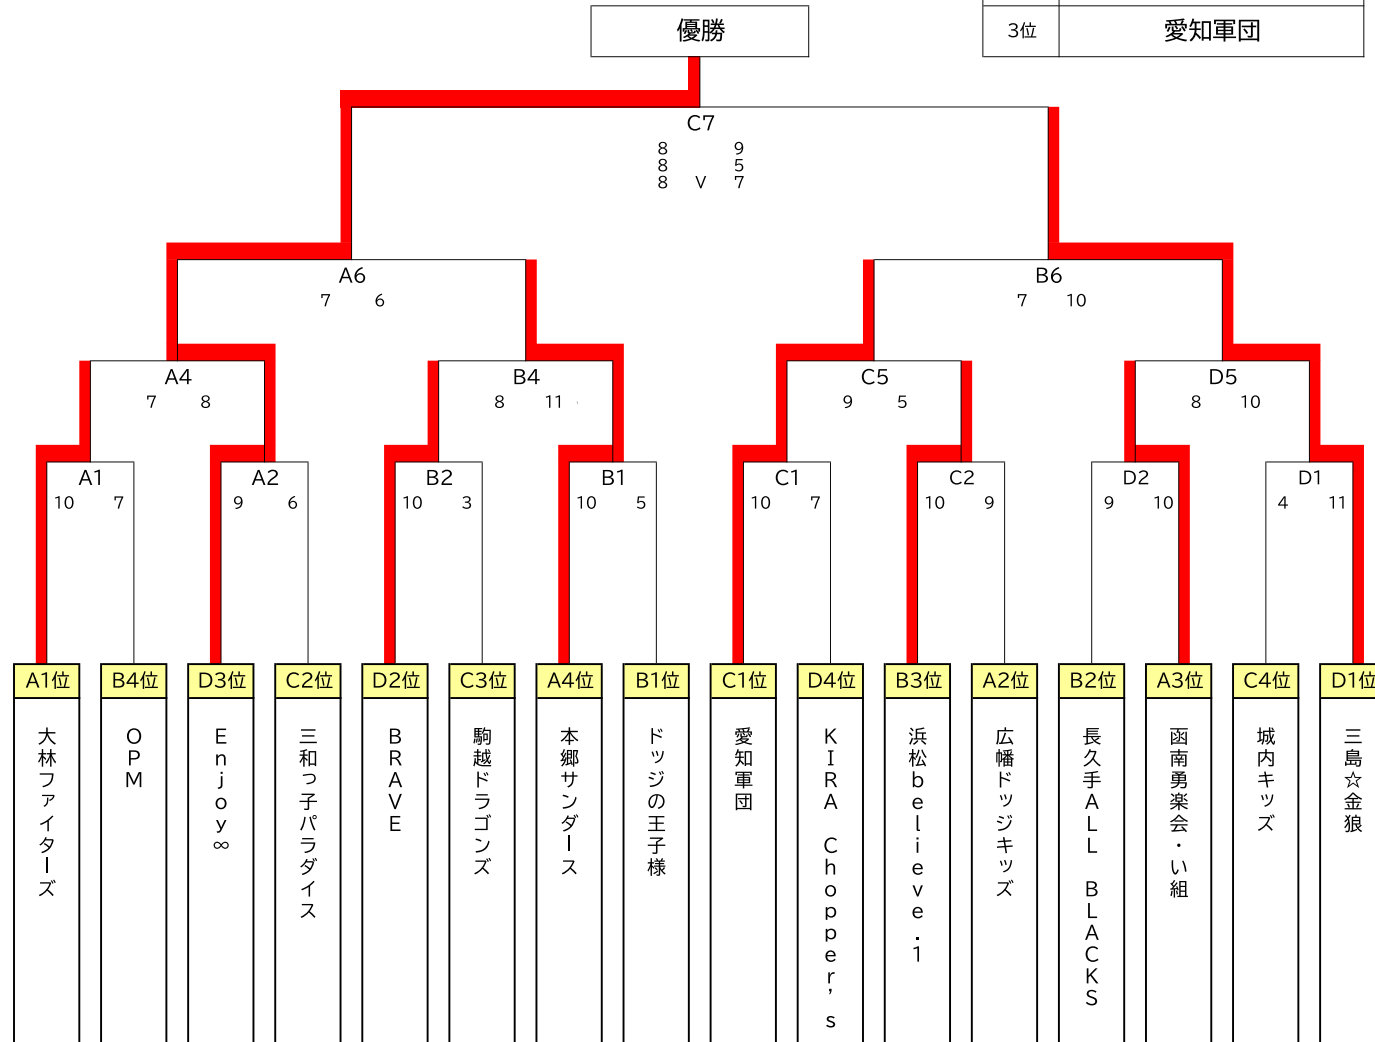 優勝
3位 愛知軍団
C7
8 9
8 5
8 V 7
A6 B6
7 6 7 10
A4 B4 C5 D5
7 8 8 11 9 5 8 10
A1 A2 B2 B1 C1 C2 D2 D1
10 7 9 6 10 3 10 5 10 7 10 9 9 10 4 11
A1位 B4位 D3位 C2位 D2位 C3位 A4位 B1位 C1位 D4位 B3位 A2位 B2位 A3位 C4位 D1位
大林ファイターズ
OPM
Enjoy∞
三和っ子パラダイス
BRAVE
駒越ドラゴンズ
本郷サンダース
ドッジの王子様
愛知軍団
KIRA Chopper's
浜松believe.1
広幡ドッジキッズ
長久手ALL BLACKS
函南勇楽会・い組
城内キッズ
三島☆金狼